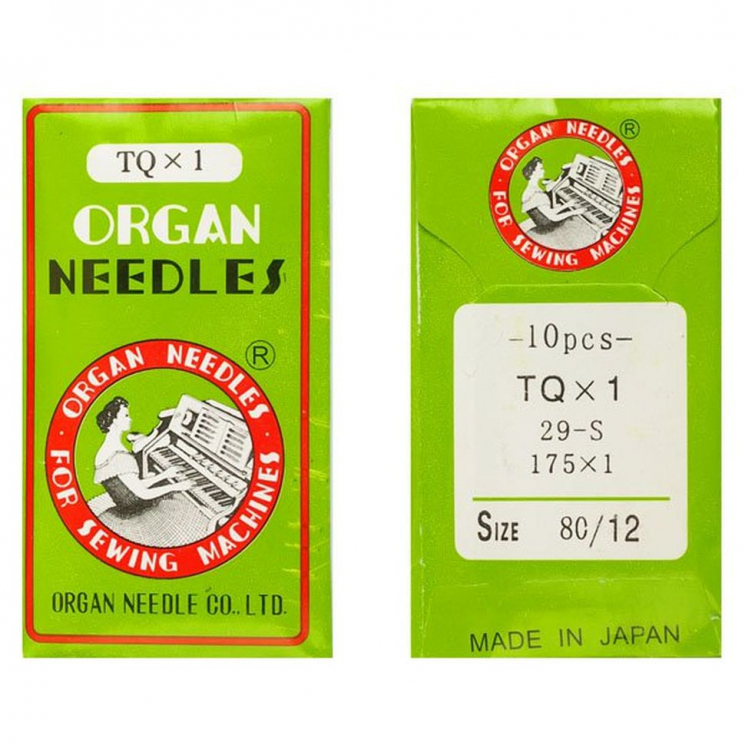 TQ × 1
ORGAN
NEEDLES
ORGAN NEEDLES ®
FOR SEWING MACHINES
ORGAN NEEDLE CO., LTD.
ORGAN NEEDLES ®
FOR SEWING MACHINES
-10pcs-
TQ × 1
29-S
175×1
SIZE 80/12
MADE IN JAPAN